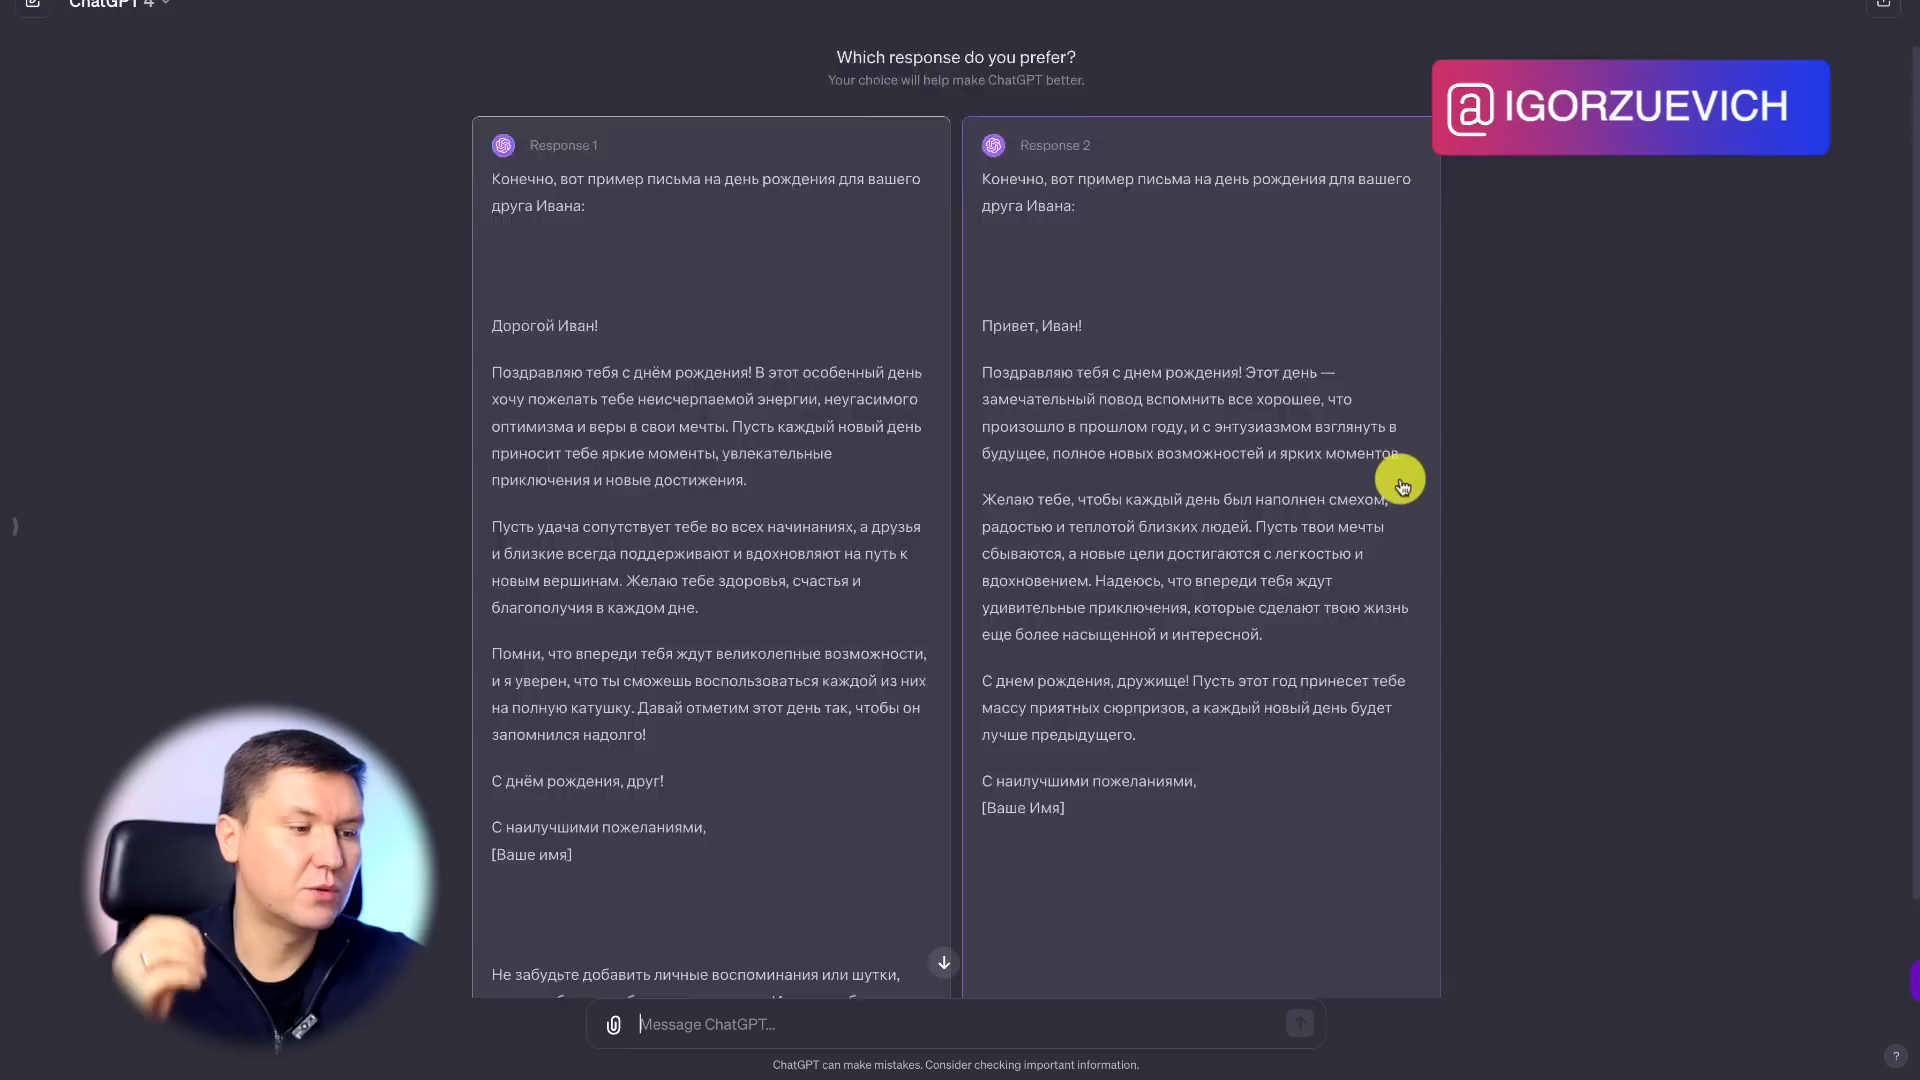 ChatGPT 4
Which response do you prefer?
Your choice will help make ChatGPT better.
@IGORZUEVICH
Response 1
Конечно, вот пример письма на день рождения для вашего
друга Ивана:
Дорогой Иван!
Поздравляю тебя с днём рождения! В этот особенный день
хочу пожелать тебе неисчерпаемой энергии, неугасимого
оптимизма и веры в свои мечты. Пусть каждый новый день
приносит тебе яркие моменты, увлекательные
приключения и новые достижения.
Пусть удача сопутствует тебе во всех начинаниях, а друзья
и близкие всегда поддерживают и вдохновляют на путь к
новым вершинам. Желаю тебе здоровья, счастья и
благополучия в каждом дне.
Помни, что впереди тебя ждут великолепные возможности,
и я уверен, что ты сможешь воспользоваться каждой из них
на полную катушку. Давай отметим этот день так, чтобы он
запомнился надолго!
С днём рождения, друг!
С наилучшими пожеланиями,
[Ваше имя]
Не забудьте добавить личные воспоминания или шутки,
Response 2
Конечно, вот пример письма на день рождения для вашего
друга Ивана:
Привет, Иван!
Поздравляю тебя с днем рождения! Этот день —
замечательный повод вспомнить все хорошее, что
произошло в прошлом году, и с энтузиазмом взглянуть в
будущее, полное новых возможностей и ярких моментов
Желаю тебе, чтобы каждый день был наполнен смехом,
радостью и теплотой близких людей. Пусть твои мечты
сбываются, а новые цели достигаются с легкостью и
вдохновением. Надеюсь, что впереди тебя ждут
удивительные приключения, которые сделают твою жизнь
еще более насыщенной и интересной.
С днем рождения, дружище! Пусть этот год принесет тебе
массу приятных сюрпризов, а каждый новый день будет
лучше предыдущего.
С наилучшими пожеланиями,
[Ваше Имя]
Message ChatGPT...
ChatGPT can make mistakes. Consider checking important information.
?